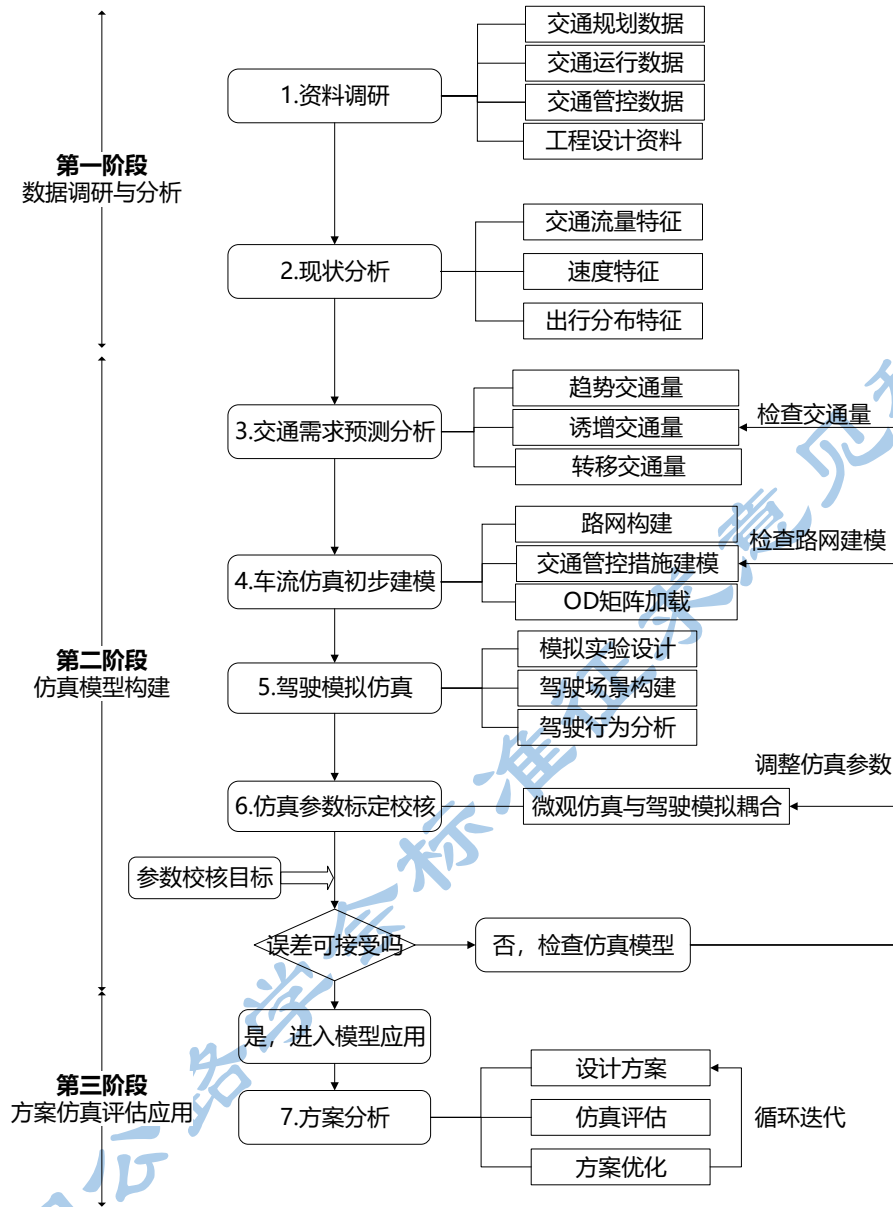 第一阶段
数据调研与分析
1.资料调研
交通规划数据
交通运行数据
交通管控数据
工程设计资料
2.现状分析
交通流量特征
速度特征
出行分布特征
第二阶段
仿真模型构建
3.交通需求预测分析
趋势交通量
诱增交通量
转移交通量
检查交通量
4.车流仿真初步建模
路网构建
交通管控措施建模
OD矩阵加载
检查路网建模
5.驾驶模拟仿真
模拟实验设计
驾驶场景构建
驾驶行为分析
6.仿真参数标定校核
微观仿真与驾驶模拟耦合
调整仿真参数
参数校核目标
误差可接受吗
否，检查仿真模型
第三阶段
方案仿真评估应用
是，进入模型应用
7.方案分析
设计方案
仿真评估
方案优化
循环迭代
公路学会标准征求意见